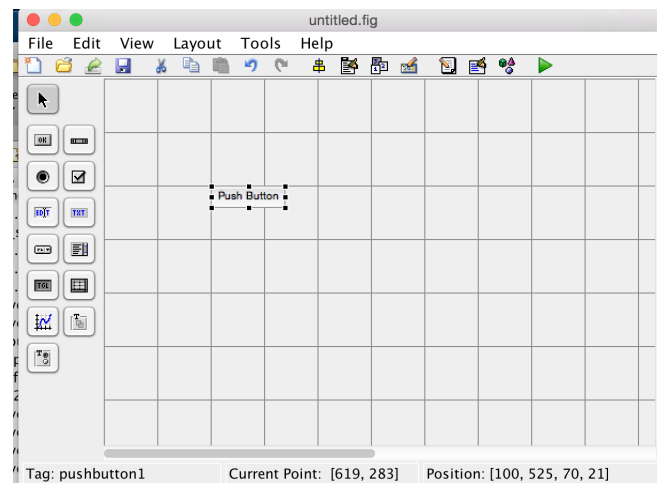 untitled.fig
File Edit View Layout Tools Help
OK
EDIT TXT
TGL
Push Button
Tag: pushbutton1 Current Point: [619, 283] Position: [100, 525, 70, 21]